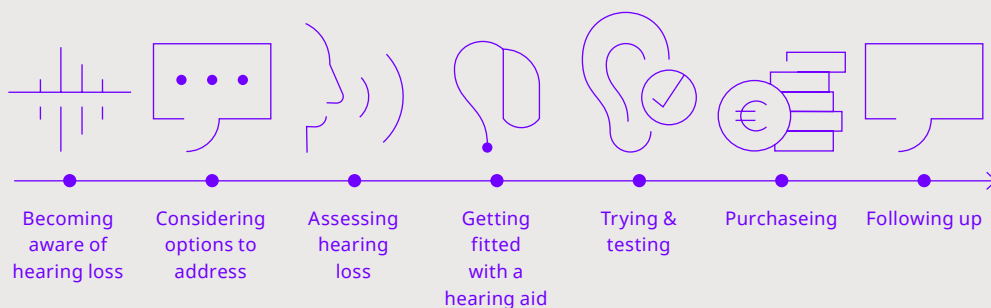 €
Becoming
aware of
hearing loss
Considering
options to
address
Assessing
hearing
loss
Getting
fitted
with a
hearing aid
Trying &
testing
Purchaseing
Following up